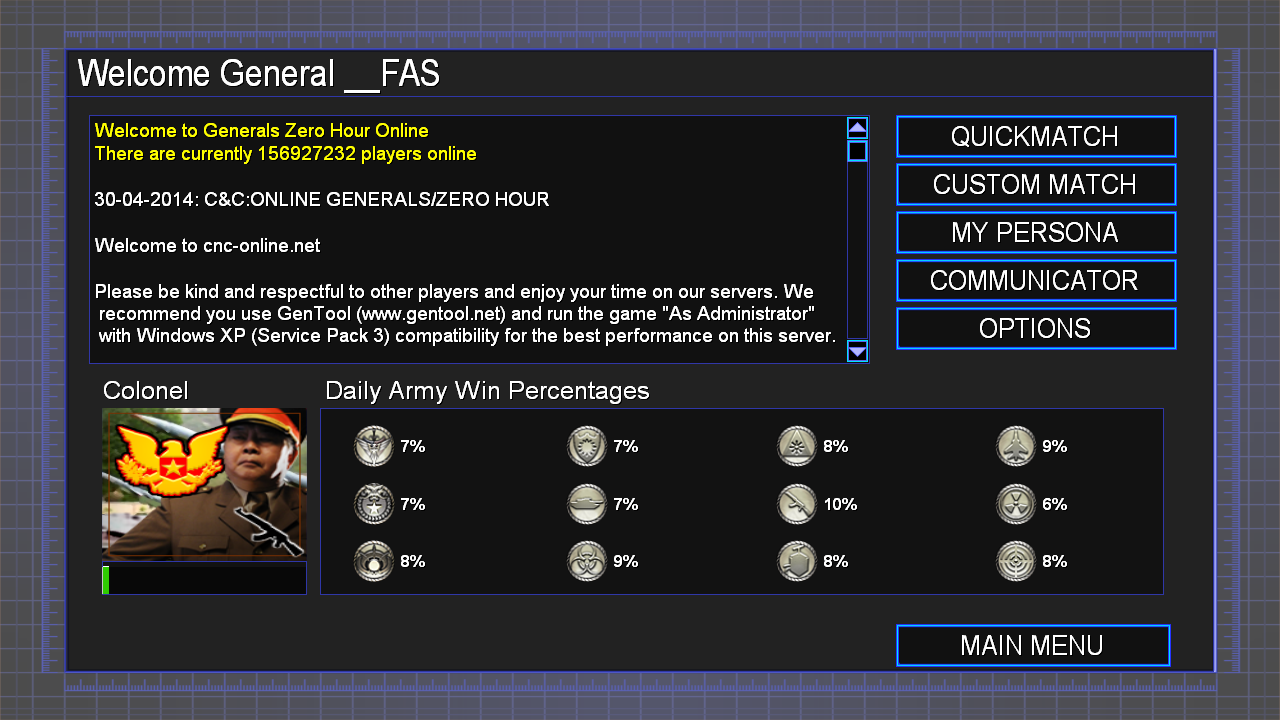 Welcome General __FAS
Welcome to Generals Zero Hour Online
There are currently 156927232 players online
30-04-2014: C&C:ONLINE GENERALS/ZERO HOUR
Welcome to cnc-online.net
Please be kind and respectful to other players and enjoy your time on our servers. We
recommend you use GenTool (www.gentool.net) and run the game "As Administrator"
with Windows XP (Service Pack 3) compatibility for the best performance on this server.
QUICKMATCH
CUSTOM MATCH
MY PERSONA
COMMUNICATOR
OPTIONS
Colonel
Daily Army Win Percentages
7% 7% 8% 9%
7% 7% 10% 6%
8% 9% 8% 8%
MAIN MENU